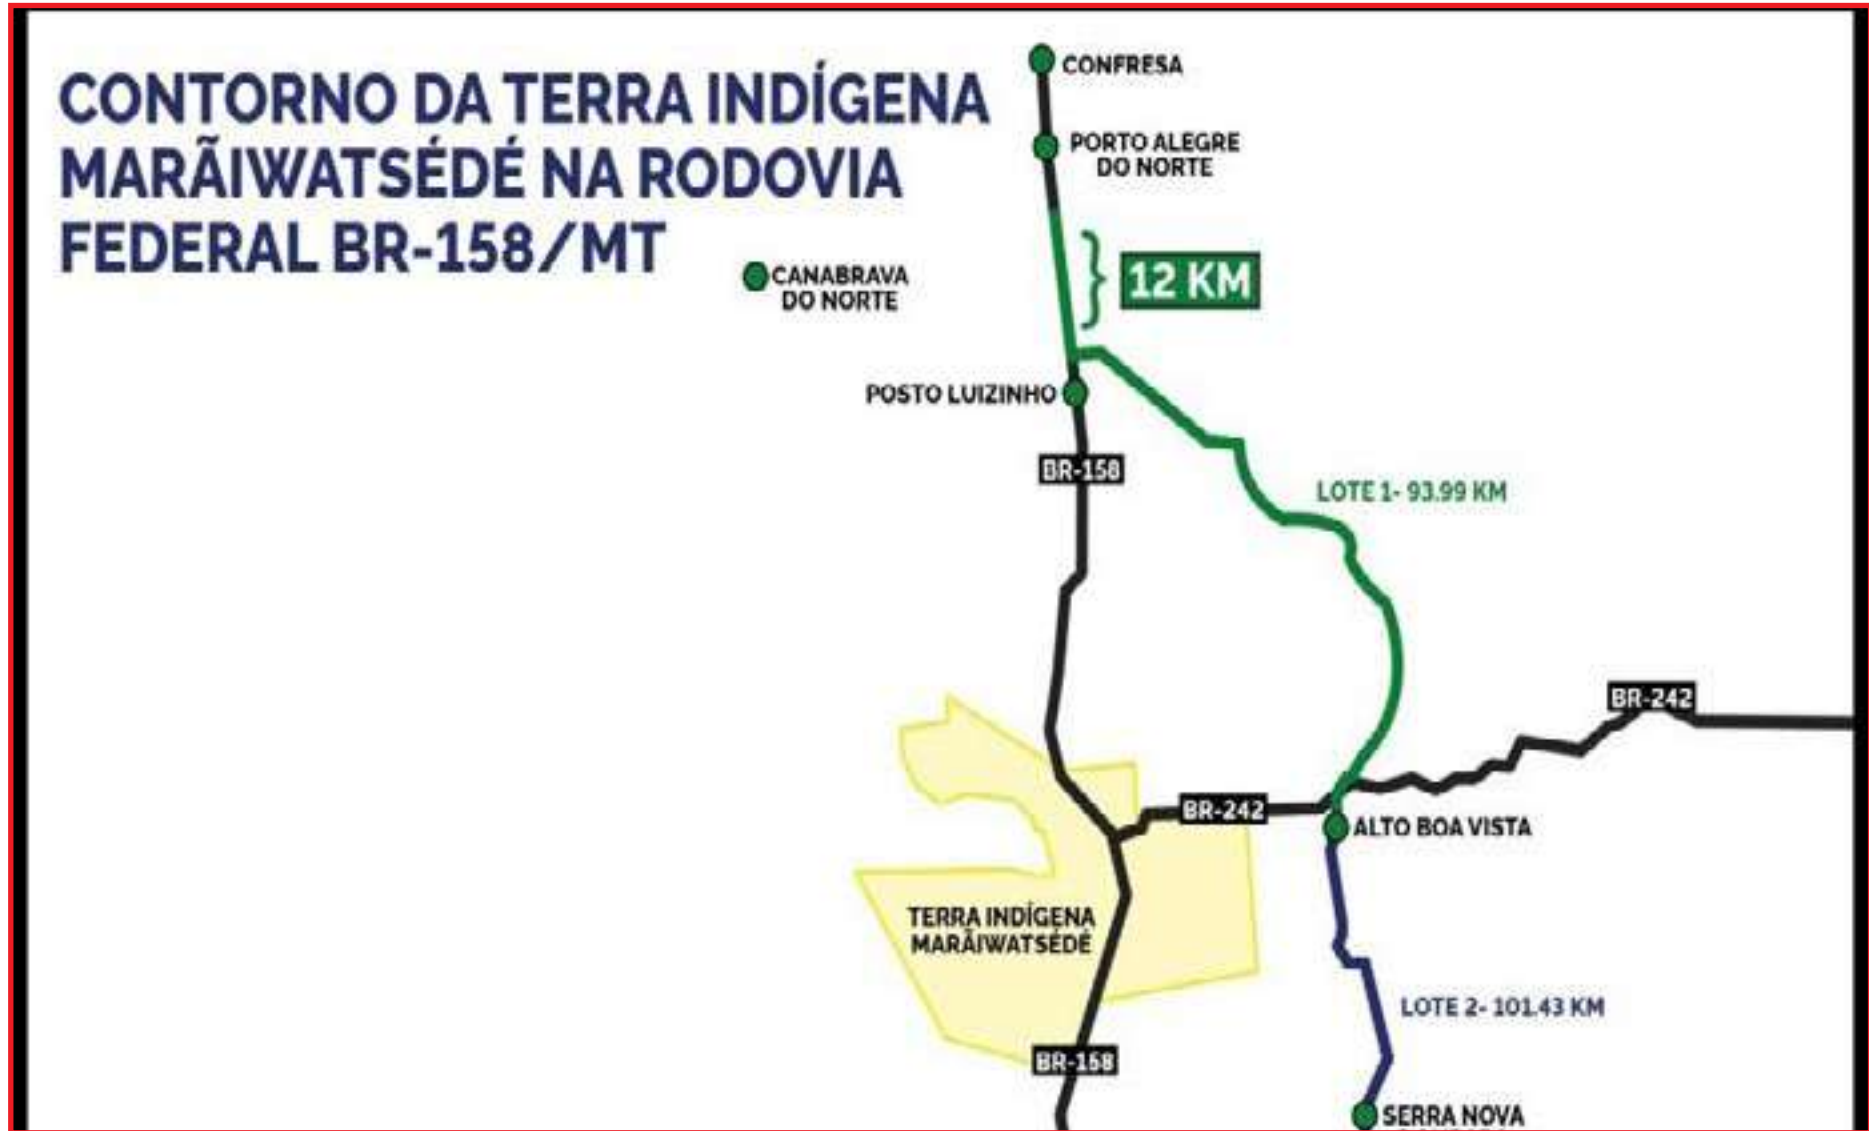 CONTORNO DA TERRA INDÍGENA
MARÃIWATSÉDÉ NA RODOVIA
FEDERAL BR-158/MT
CONFRESA
PORTO ALEGRE
DO NORTE
12 KM
CANABRAVA
DO NORTE
POSTO LUIZINHO
BR-158
LOTE 1- 93.99 KM
BR-242
BR-242
ALTO BOA VISTA
TERRA INDÍGENA
MARÃIWATSÉDÉ
LOTE 2- 101.43 KM
BR-158
SERRA NOVA